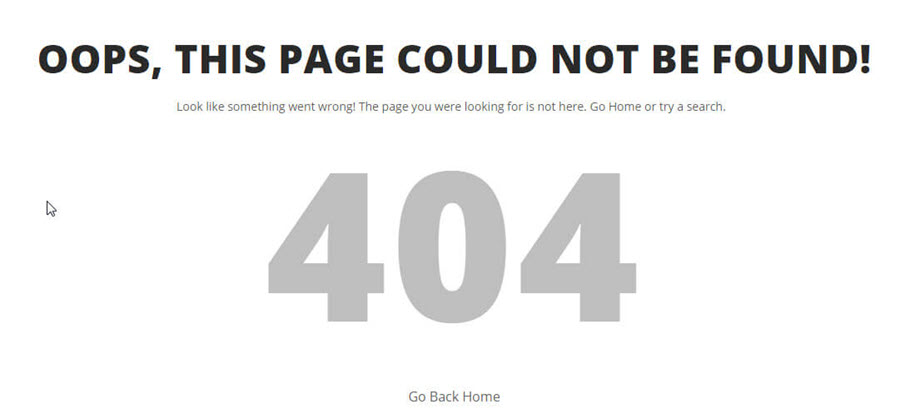 OOPS, THIS PAGE COULD NOT BE FOUND!
Look like something went wrong! The page you were looking for is not here. Go Home or try a search.
404
Go Back Home